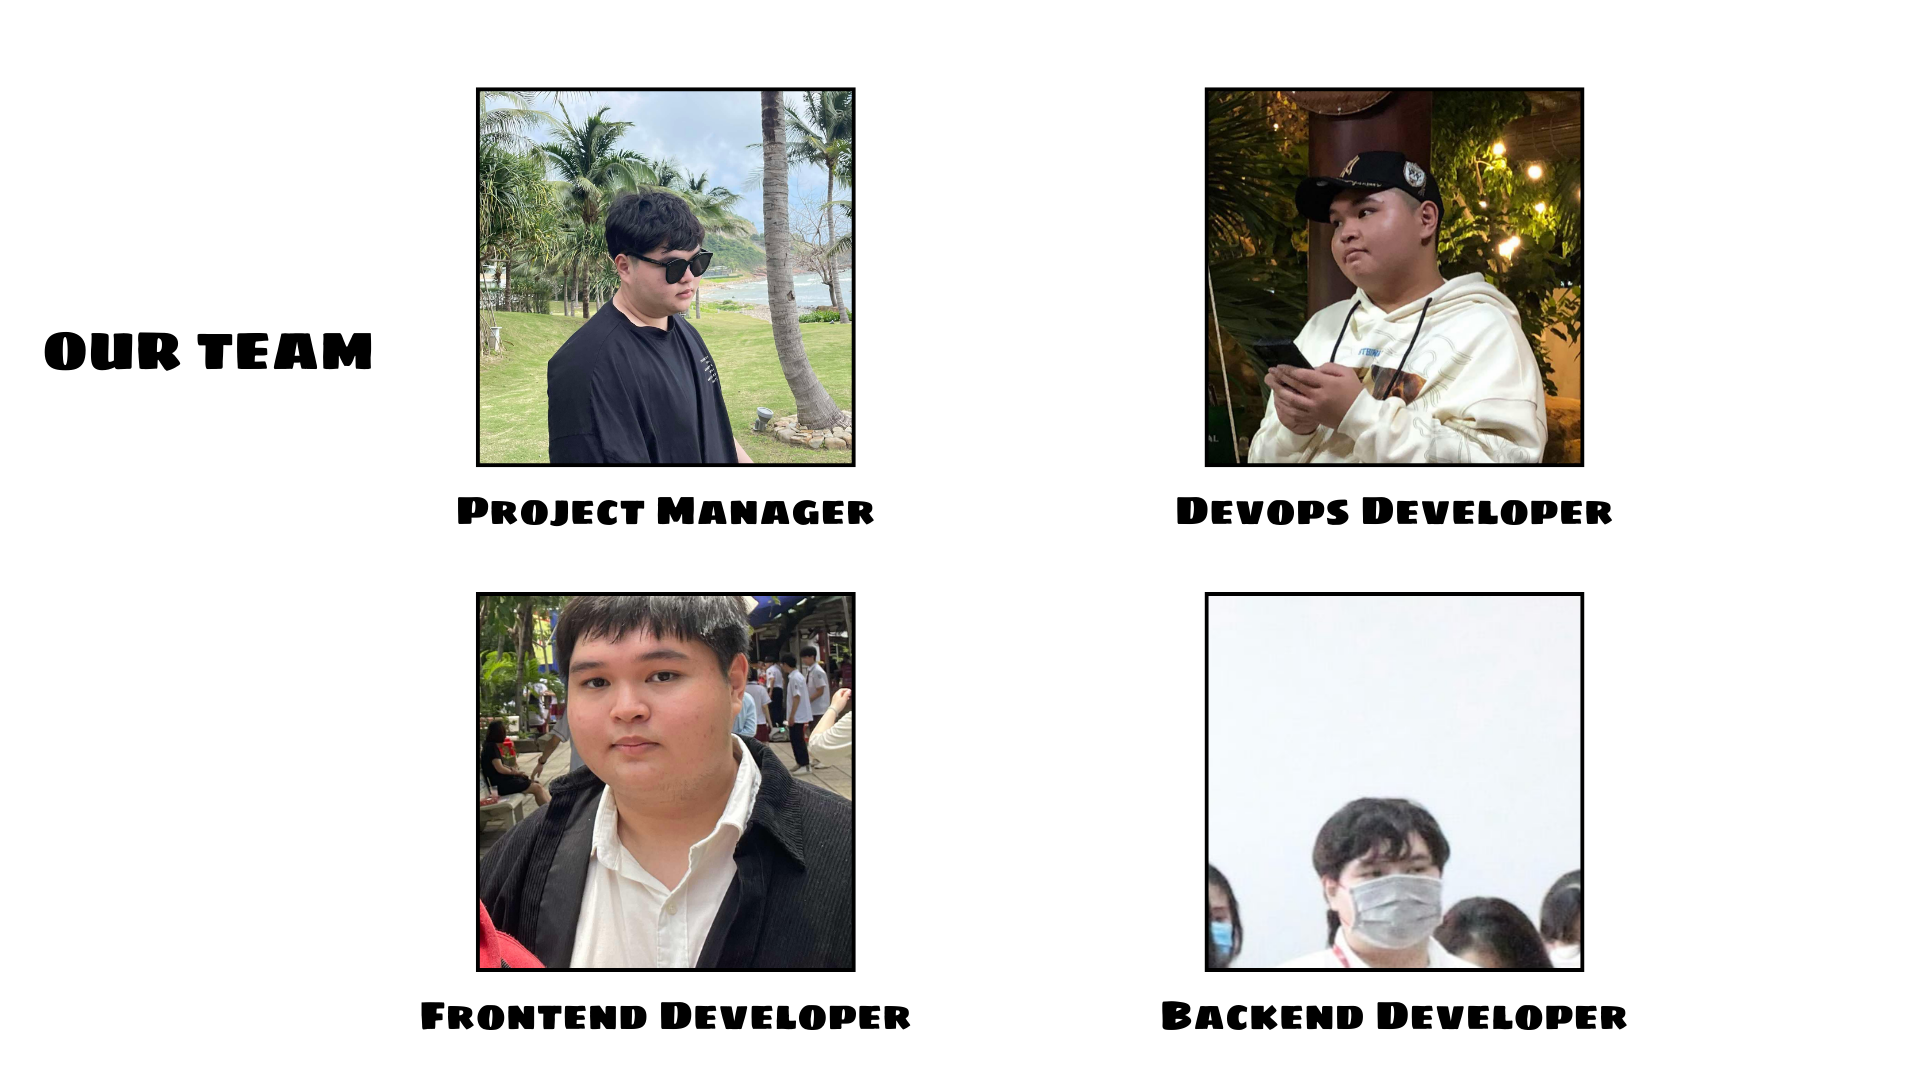 OUR TEAM
Project Manager
Devops Developer
Frontend Developer
Backend Developer